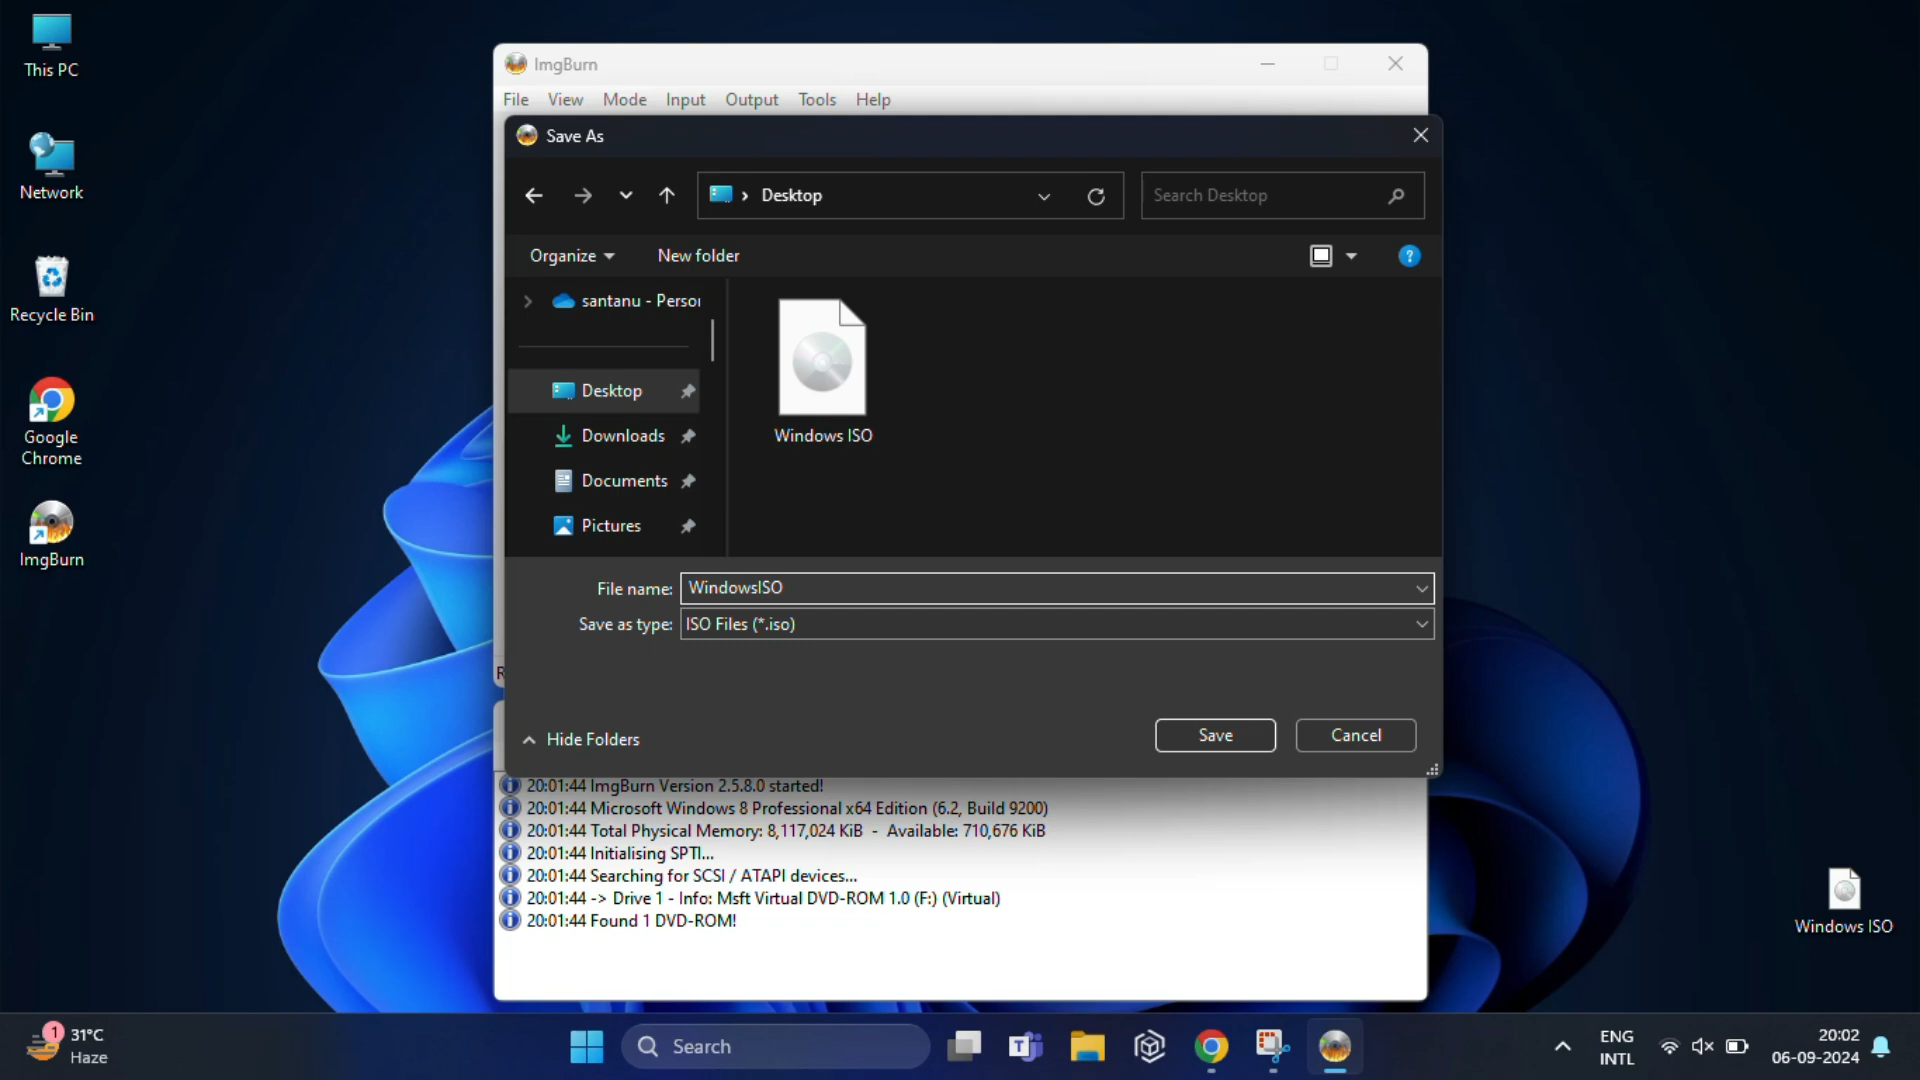 This PC
Network
Recycle Bin
Google
Chrome
ImgBurn
ImgBurn
File View Mode Input Output Tools Help
Save As
Desktop
Search Desktop
Organize
New folder
santanu - Person
Desktop
Downloads
Documents
Pictures
Windows ISO
File name: WindowsISO
Save as type: ISO Files (*.iso)
Hide Folders
Save
Cancel
20:01:44 ImgBurn Version 2.5.8.0 started!
20:01:44 Microsoft Windows 8 Professional x64 Edition (6.2, Build 9200)
20:01:44 Total Physical Memory: 8,117,024 KiB - Available: 710,676 KiB
20:01:44 Initialising SPTI...
20:01:44 Searching for SCSI / ATAPI devices...
20:01:44 -> Drive 1 - Info: Msft Virtual DVD-ROM 1.0 (F:) (Virtual)
20:01:44 Found 1 DVD-ROM!
Windows ISO
1
31°C
Haze
Search
ENG
INTL
20:02
06-09-2024